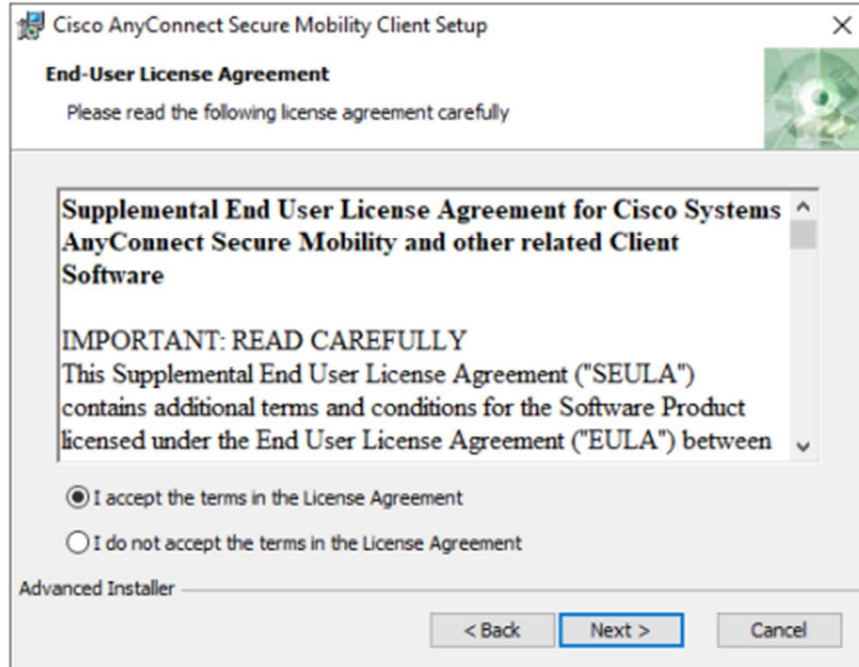 Cisco AnyConnect Secure Mobility Client Setup
End-User License Agreement
Please read the following license agreement carefully
Supplemental End User License Agreement for Cisco Systems
AnyConnect Secure Mobility and other related Client
Software
IMPORTANT: READ CAREFULLY
This Supplemental End User License Agreement ("SEULA")
contains additional terms and conditions for the Software Product
licensed under the End User License Agreement ("EULA") between
I accept the terms in the License Agreement
I do not accept the terms in the License Agreement
Advanced Installer
< Back Next > Cancel